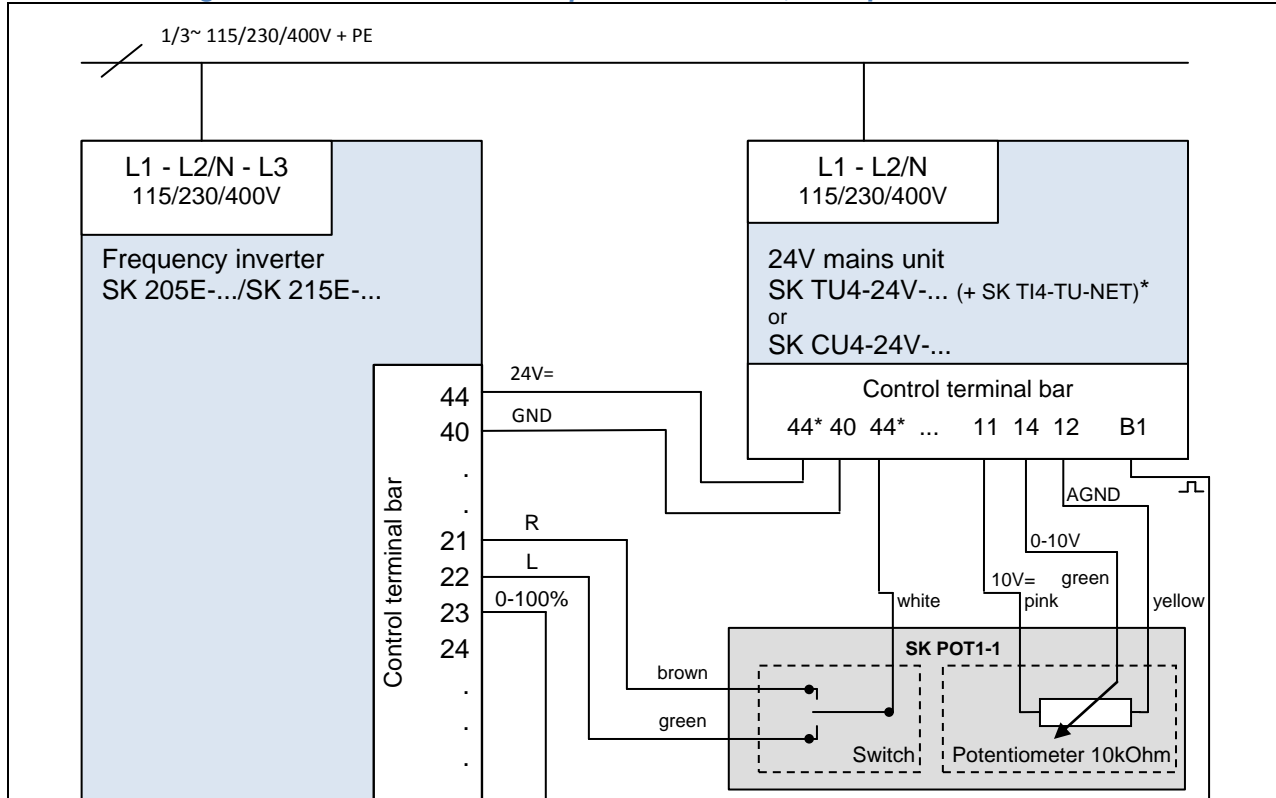 1/3~ 115/230/400V + PE
L1 - L2/N - L3
115/230/400V
Frequency inverter
SK 205E-.../SK 215E-...
L1 - L2/N
115/230/400V
24V mains unit
SK TU4-24V-... (+ SK TI4-TU-NET)*
or
SK CU4-24V-...
Control terminal bar
44* 40 44* ... 11 14 12 B1
Control terminal bar
44
40
.
.
21
22
23
24
.
.
.
24V=
GND
R
L
0-100%
AGND
0-10V
10V=
green
white
pink
yellow
SK POT1-1
brown
green
Switch
Potentiometer 10kOhm